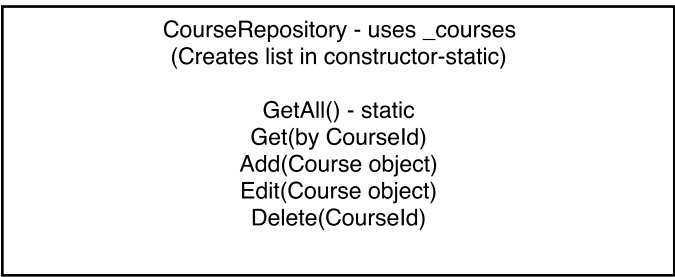 CourseRepository - uses _courses
(Creates list in constructor-static)
GetAll() - static
Get(by CourseId)
Add(Course object)
Edit(Course object)
Delete(CourseId)